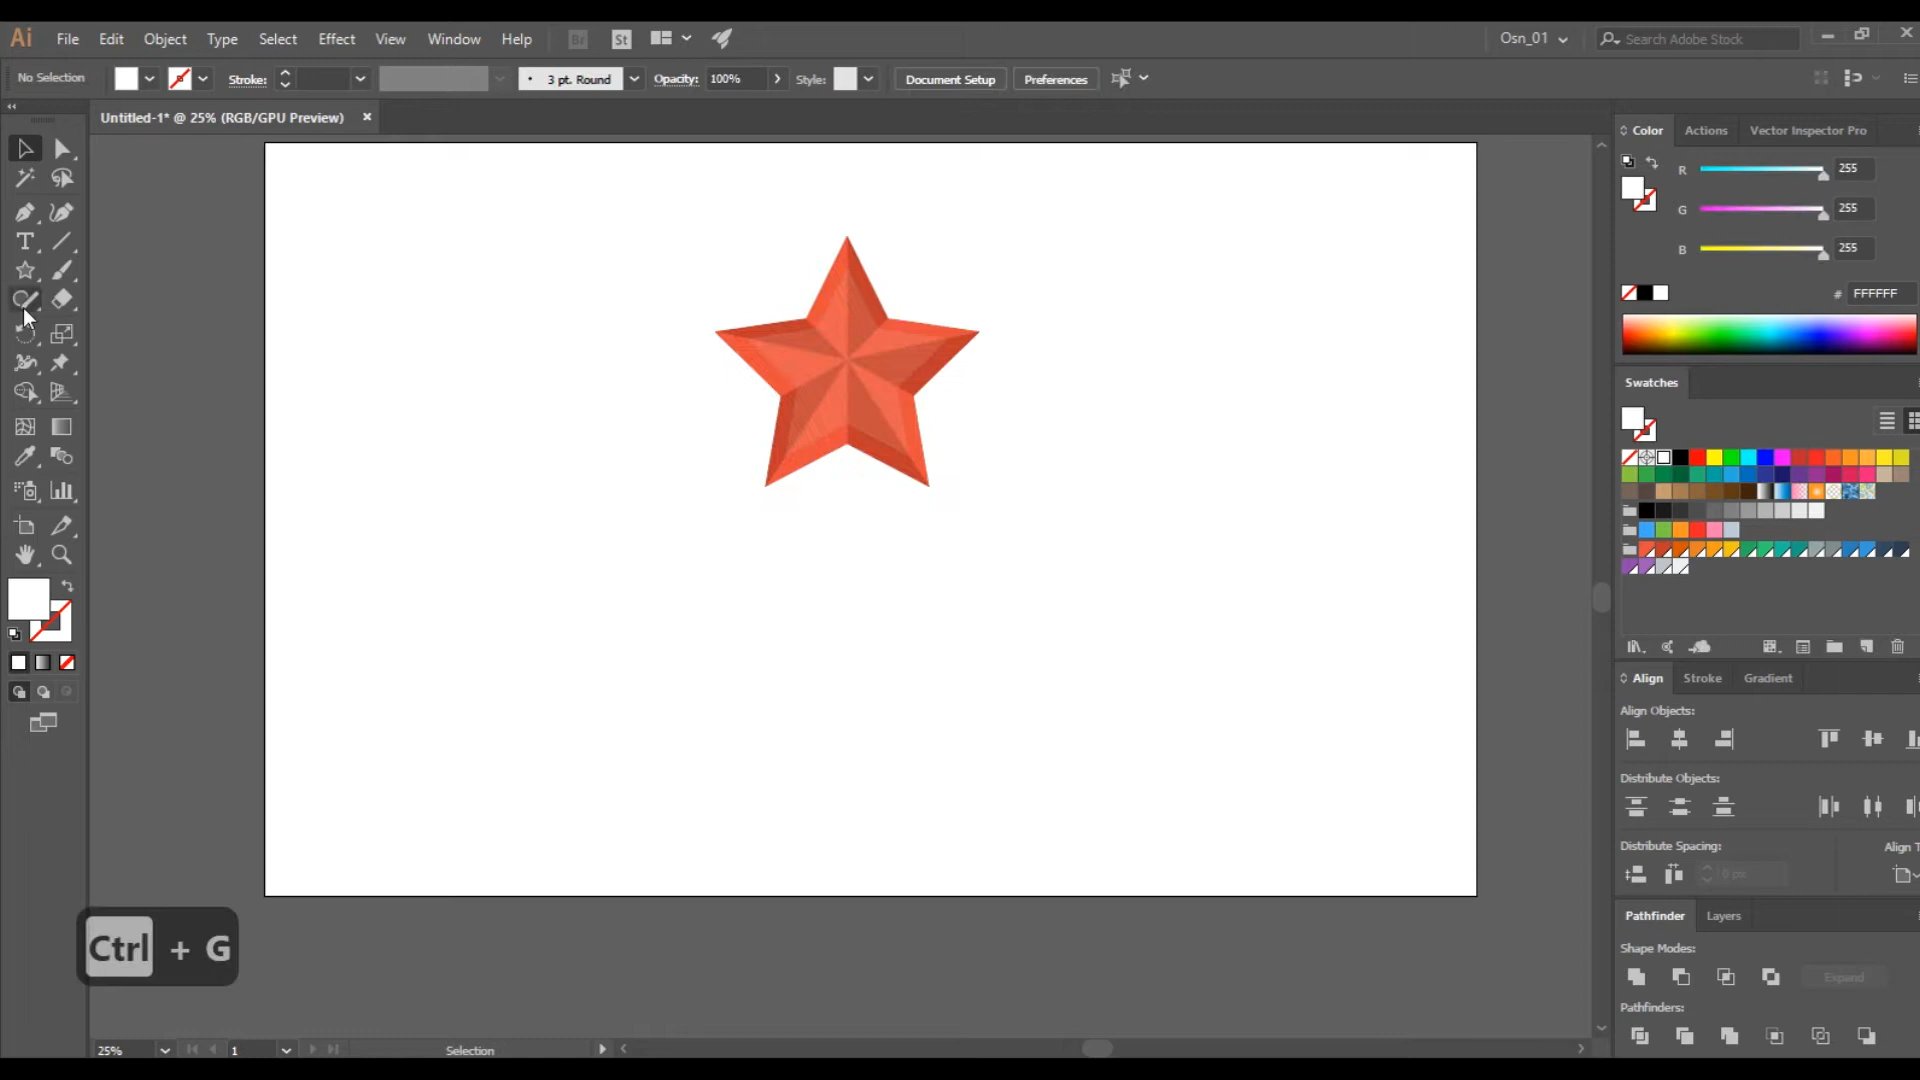 Ai File Edit Object Type Select Effect View Window Help Br St Osn_01 Search Adobe Stock
No Selection Stroke: 3 pt. Round Opacity: 100% Style: Document Setup Preferences
Untitled-1* @ 25% (RGB/GPU Preview) ×
Color Actions Vector Inspector Pro
R 255
G 255
B 255
# FFFFFF
Swatches
Align Stroke Gradient
Align Objects:
Distribute Objects:
Distribute Spacing: Align T
0 px
Pathfinder Layers
Shape Modes:
Expand
Pathfinders:
Ctrl + G
25% 1 Selection